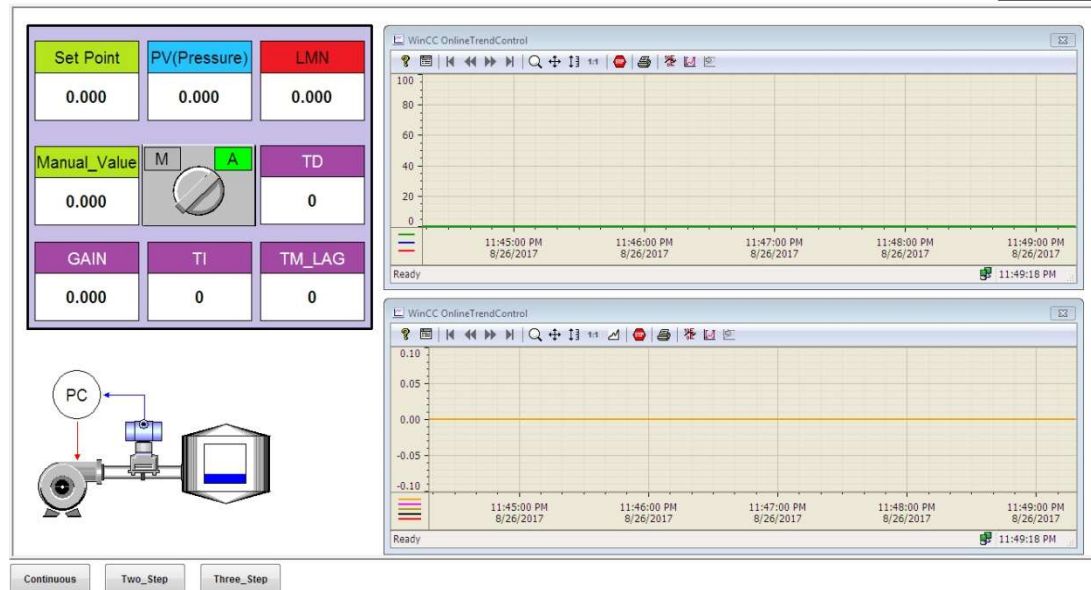 Set Point PV(Pressure) LMN
0.000 0.000 0.000
Manual_Value M A TD
0.000 0
GAIN TI TM_LAG
0.000 0 0
PC
WinCC OnlineTrendControl
1:1 STOP
100
80
60
40
20
0
11:45:00 PM 11:46:00 PM 11:47:00 PM 11:48:00 PM 11:49:00 PM
8/26/2017 8/26/2017 8/26/2017 8/26/2017 8/26/2017
Ready 11:49:18 PM
WinCC OnlineTrendControl
1:1 STOP
0.10
0.05
0.00
-0.05
-0.10
11:45:00 PM 11:46:00 PM 11:47:00 PM 11:48:00 PM 11:49:00 PM
8/26/2017 8/26/2017 8/26/2017 8/26/2017 8/26/2017
Ready 11:49:18 PM
Continuous Two_Step Three_Step